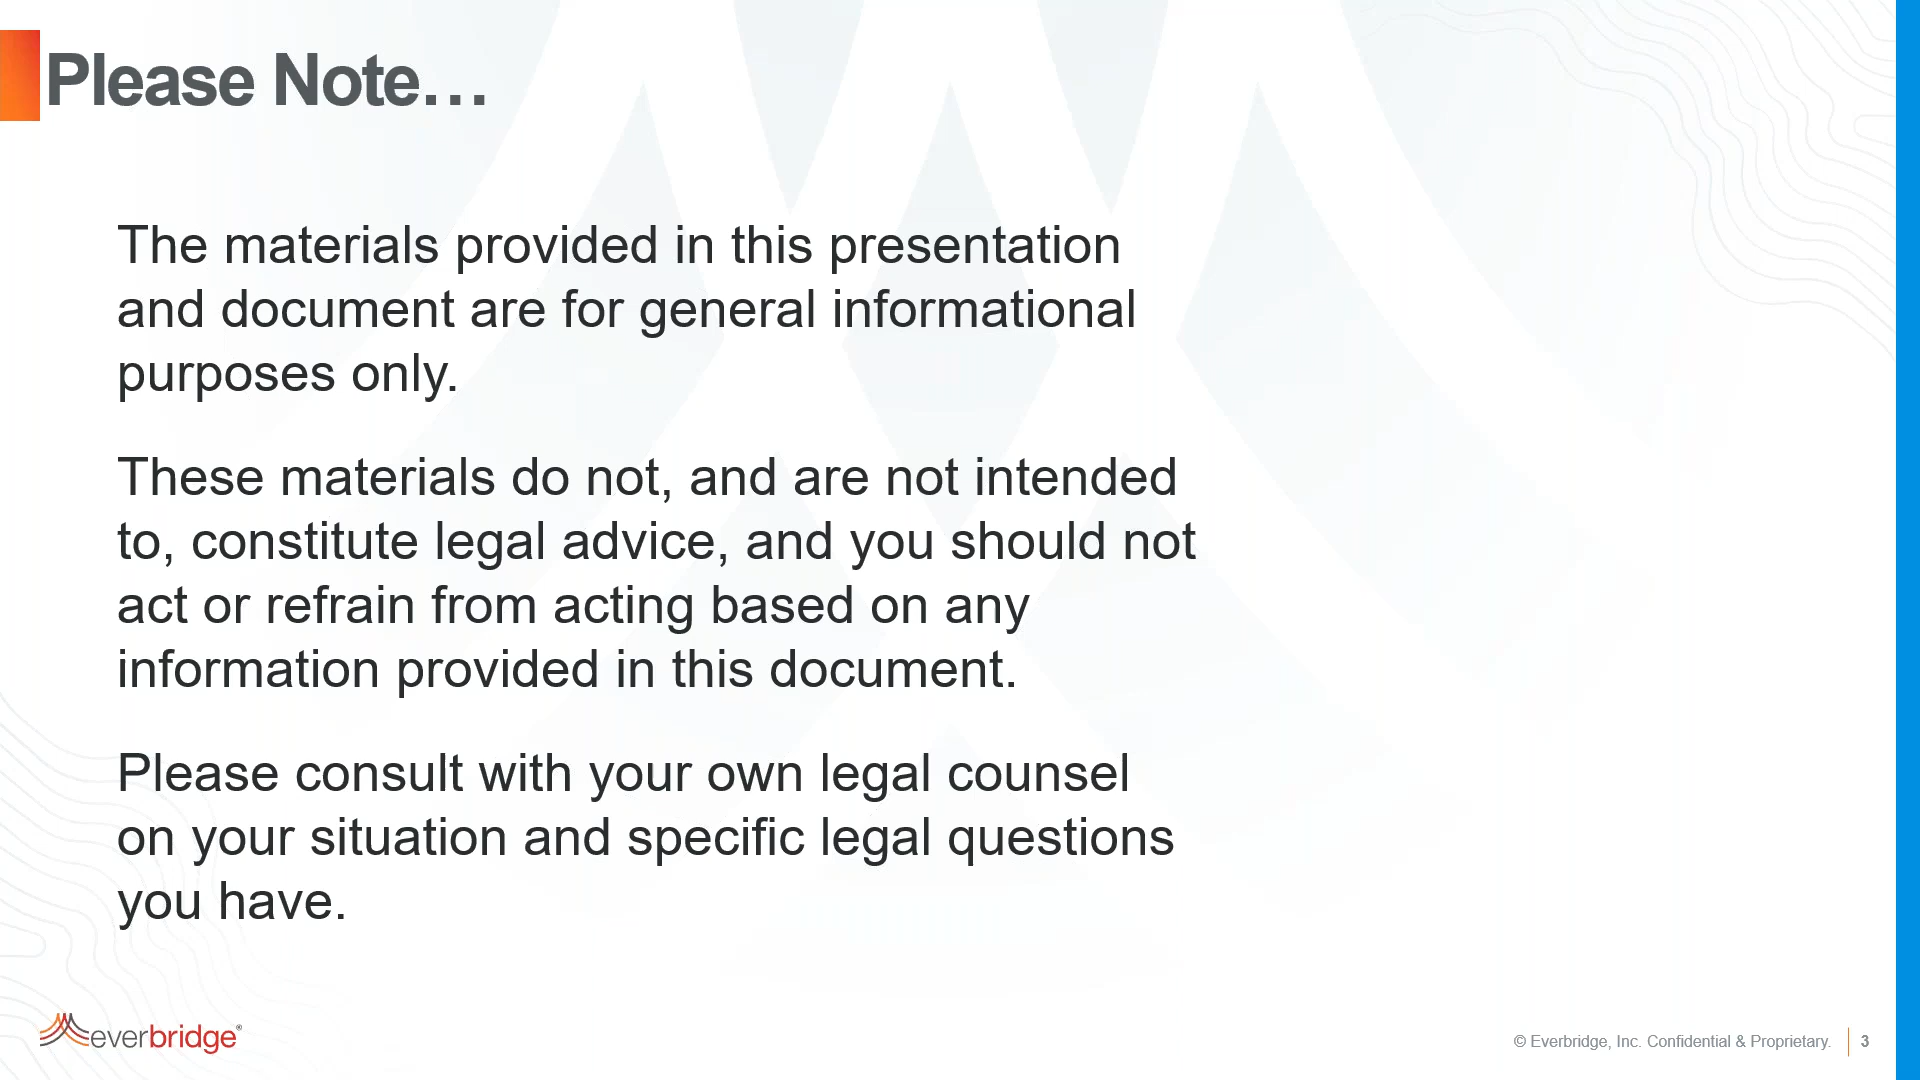 Please Note…
The materials provided in this presentation
and document are for general informational
purposes only.
These materials do not, and are not intended
to, constitute legal advice, and you should not
act or refrain from acting based on any
information provided in this document.
Please consult with your own legal counsel
on your situation and specific legal questions
you have.
everbridge®
© Everbridge, Inc. Confidential & Proprietary. 3